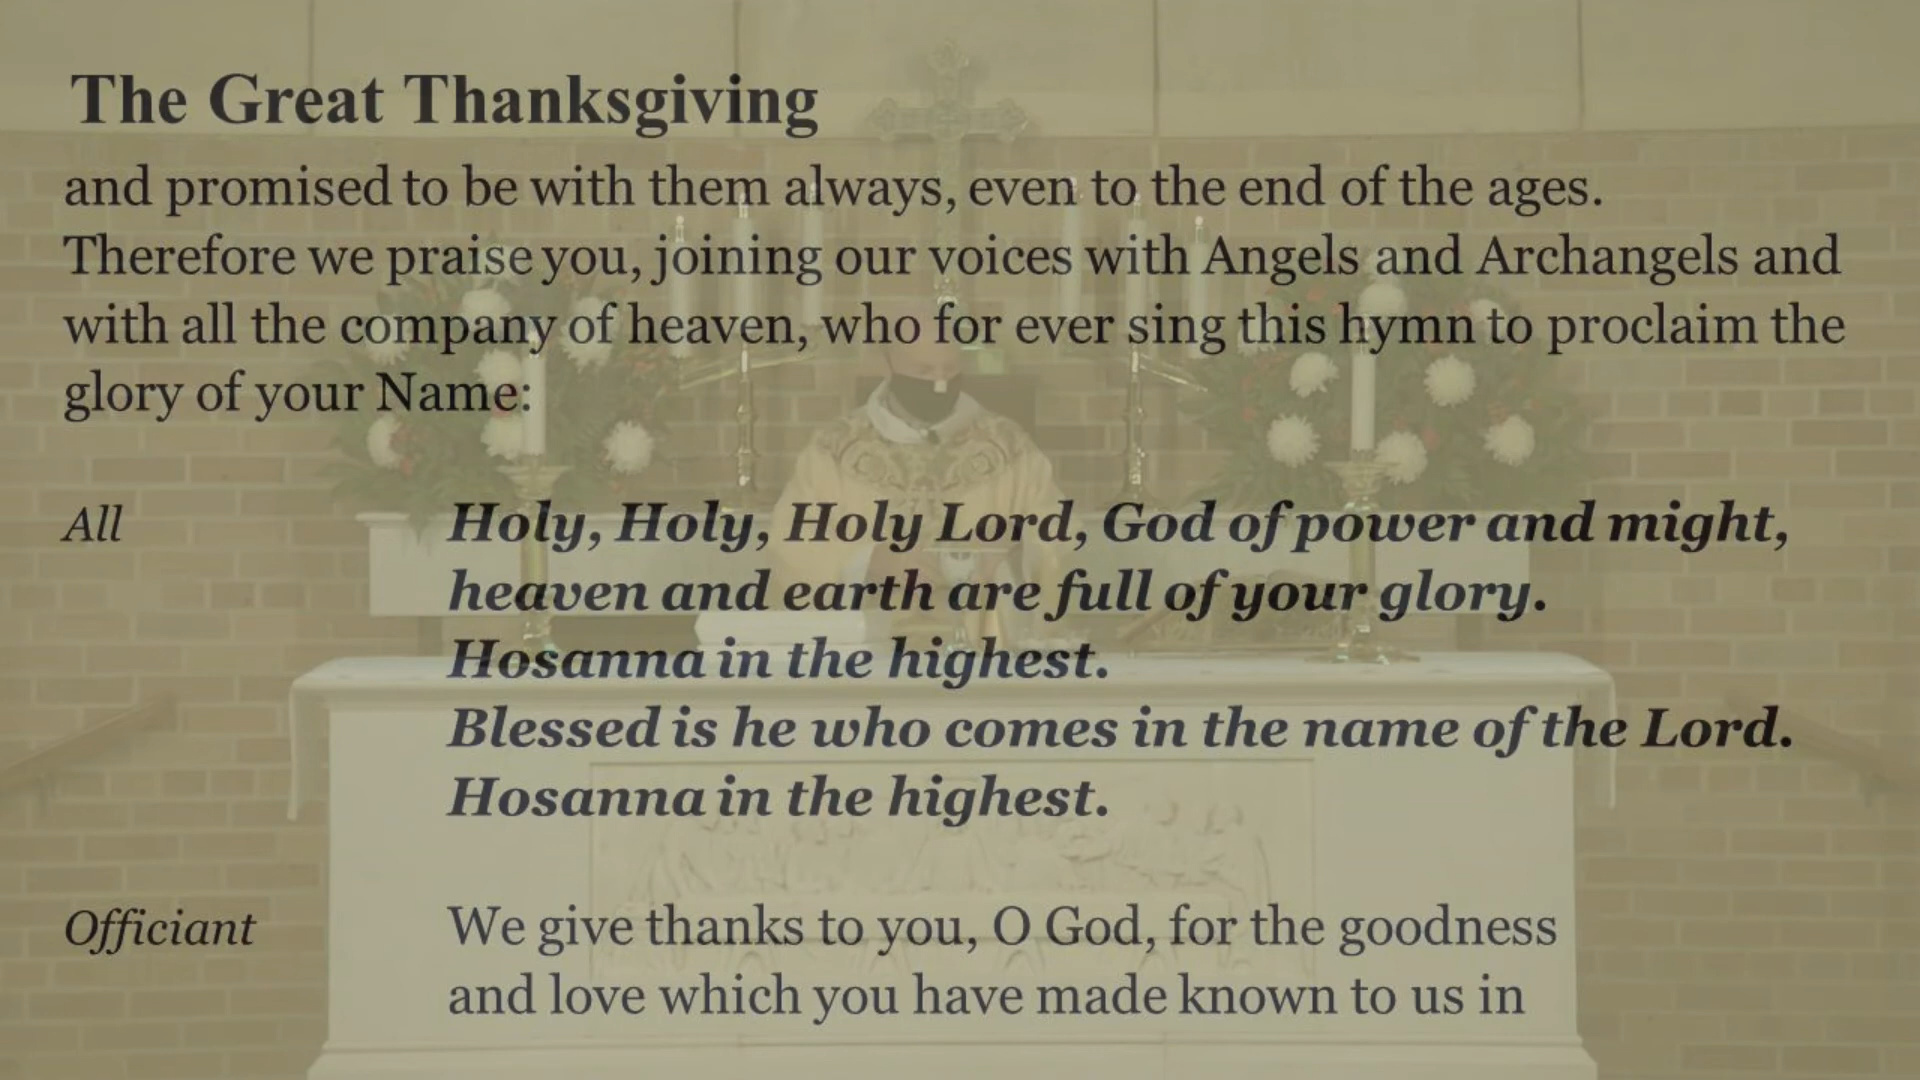 The Great Thanksgiving
and promised to be with them always, even to the end of the ages.
Therefore we praise you, joining our voices with Angels and Archangels and
with all the company of heaven, who for ever sing this hymn to proclaim the
glory of your Name:
All Holy, Holy, Holy Lord, God of power and might,
heaven and earth are full of your glory.
Hosanna in the highest.
Blessed is he who comes in the name of the Lord.
Hosanna in the highest.
Officiant We give thanks to you, O God, for the goodness
and love which you have made known to us in